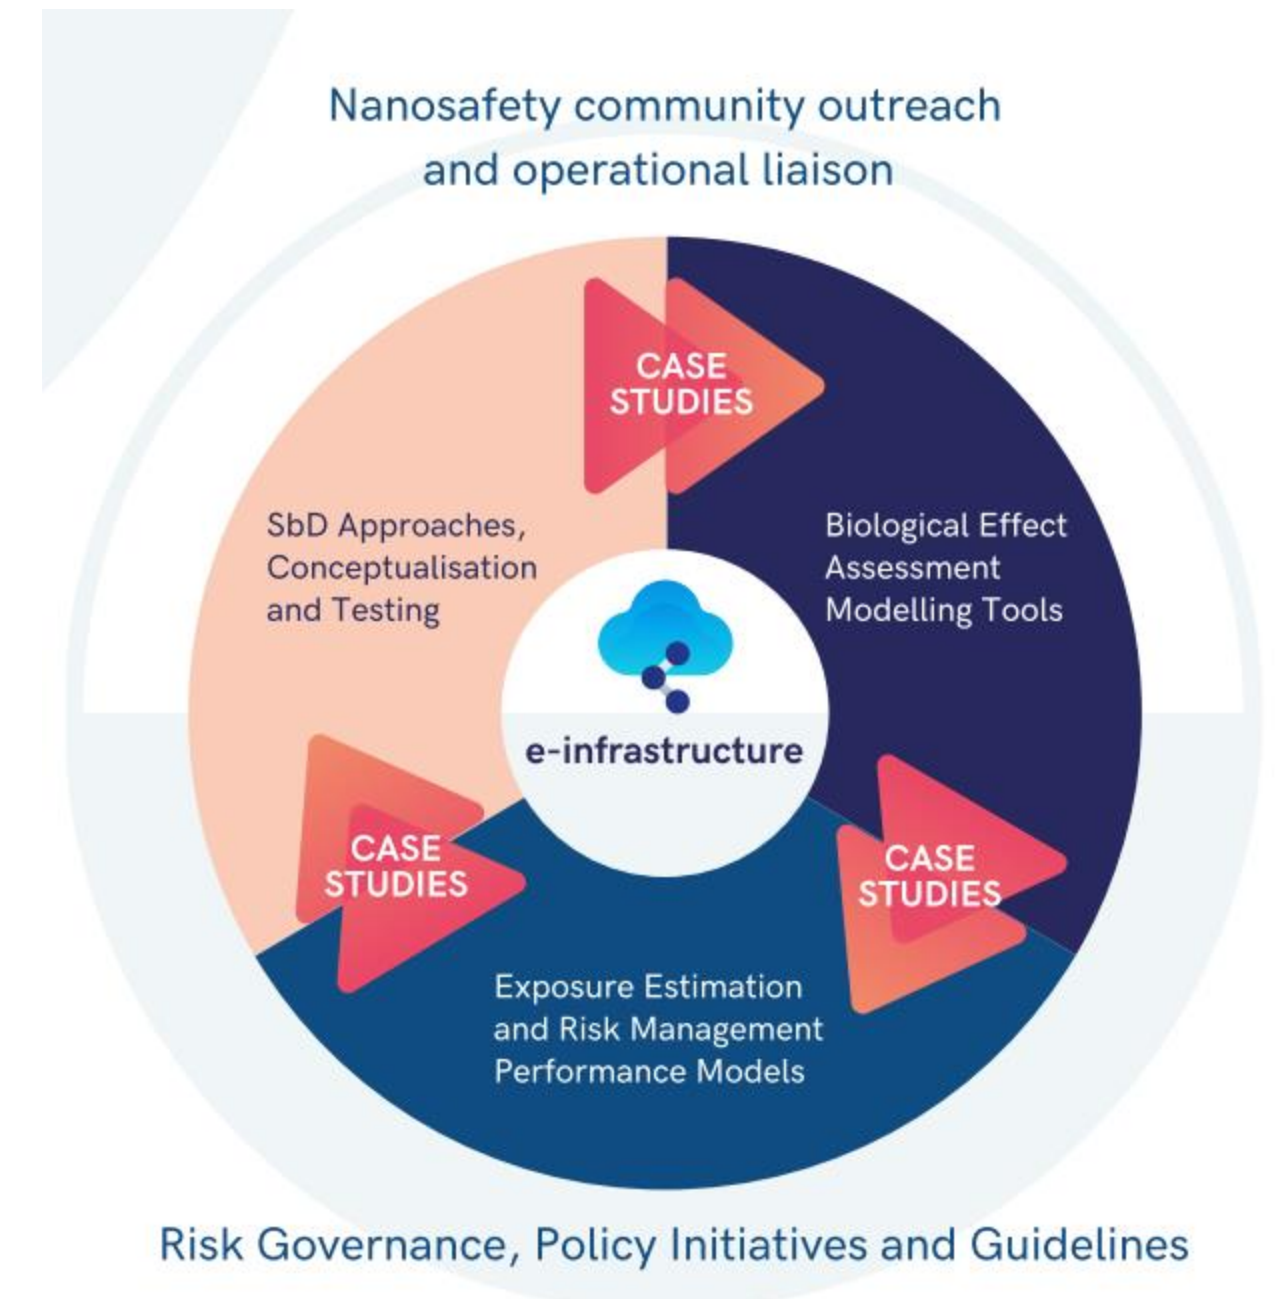 Nanosafety community outreach
and operational liaison
CASE
STUDIES
SbD Approaches,
Conceptualisation
and Testing
Biological Effect
Assessment
Modelling Tools
e-infrastructure
CASE
STUDIES
CASE
STUDIES
Exposure Estimation
and Risk Management
Performance Models
Risk Governance, Policy Initiatives and Guidelines